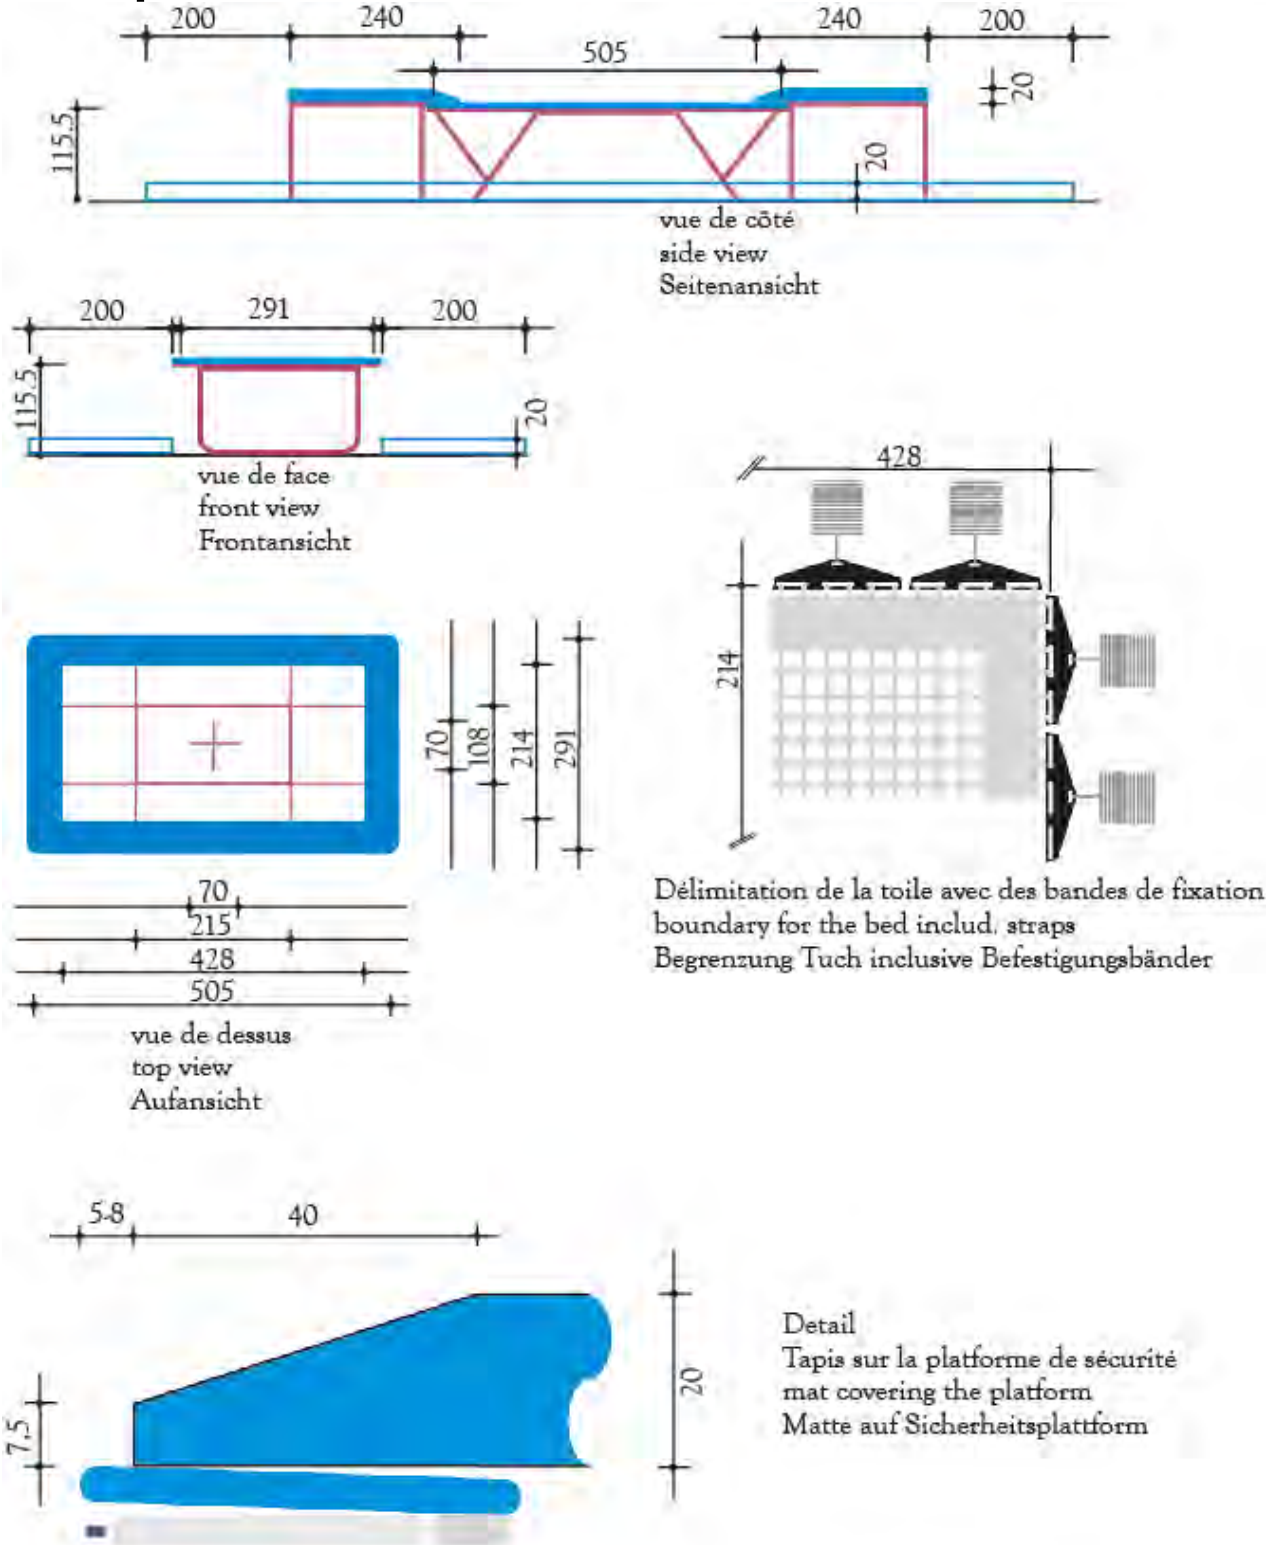 200 240 240 200
505
20
115.5
20
vue de côté
side view
Seitenansicht
200 291 200
115.5
20
vue de face
front view
Frontansicht
428
214
70
108
214
291
70
215
428
505
vue de dessus
top view
Aufansicht
Délimitation de la toile avec des bandes de fixation
boundary for the bed includ. straps
Begrenzung Tuch inclusive Befestigungsbänder
5-8 40
7,5
20
Detail
Tapis sur la platforme de sécurité
mat covering the platform
Matte auf Sicherheitsplattform